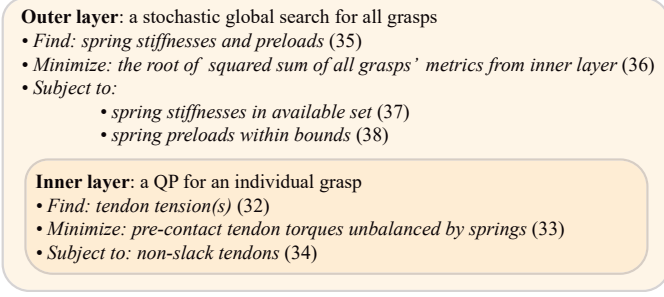 Outer layer: a stochastic global search for all grasps
• Find: spring stiffnesses and preloads (35)
• Minimize: the root of squared sum of all grasps’ metrics from inner layer (36)
• Subject to:
• spring stiffnesses in available set (37)
• spring preloads within bounds (38)
Inner layer: a QP for an individual grasp
• Find: tendon tension(s) (32)
• Minimize: pre-contact tendon torques unbalanced by springs (33)
• Subject to: non-slack tendons (34)